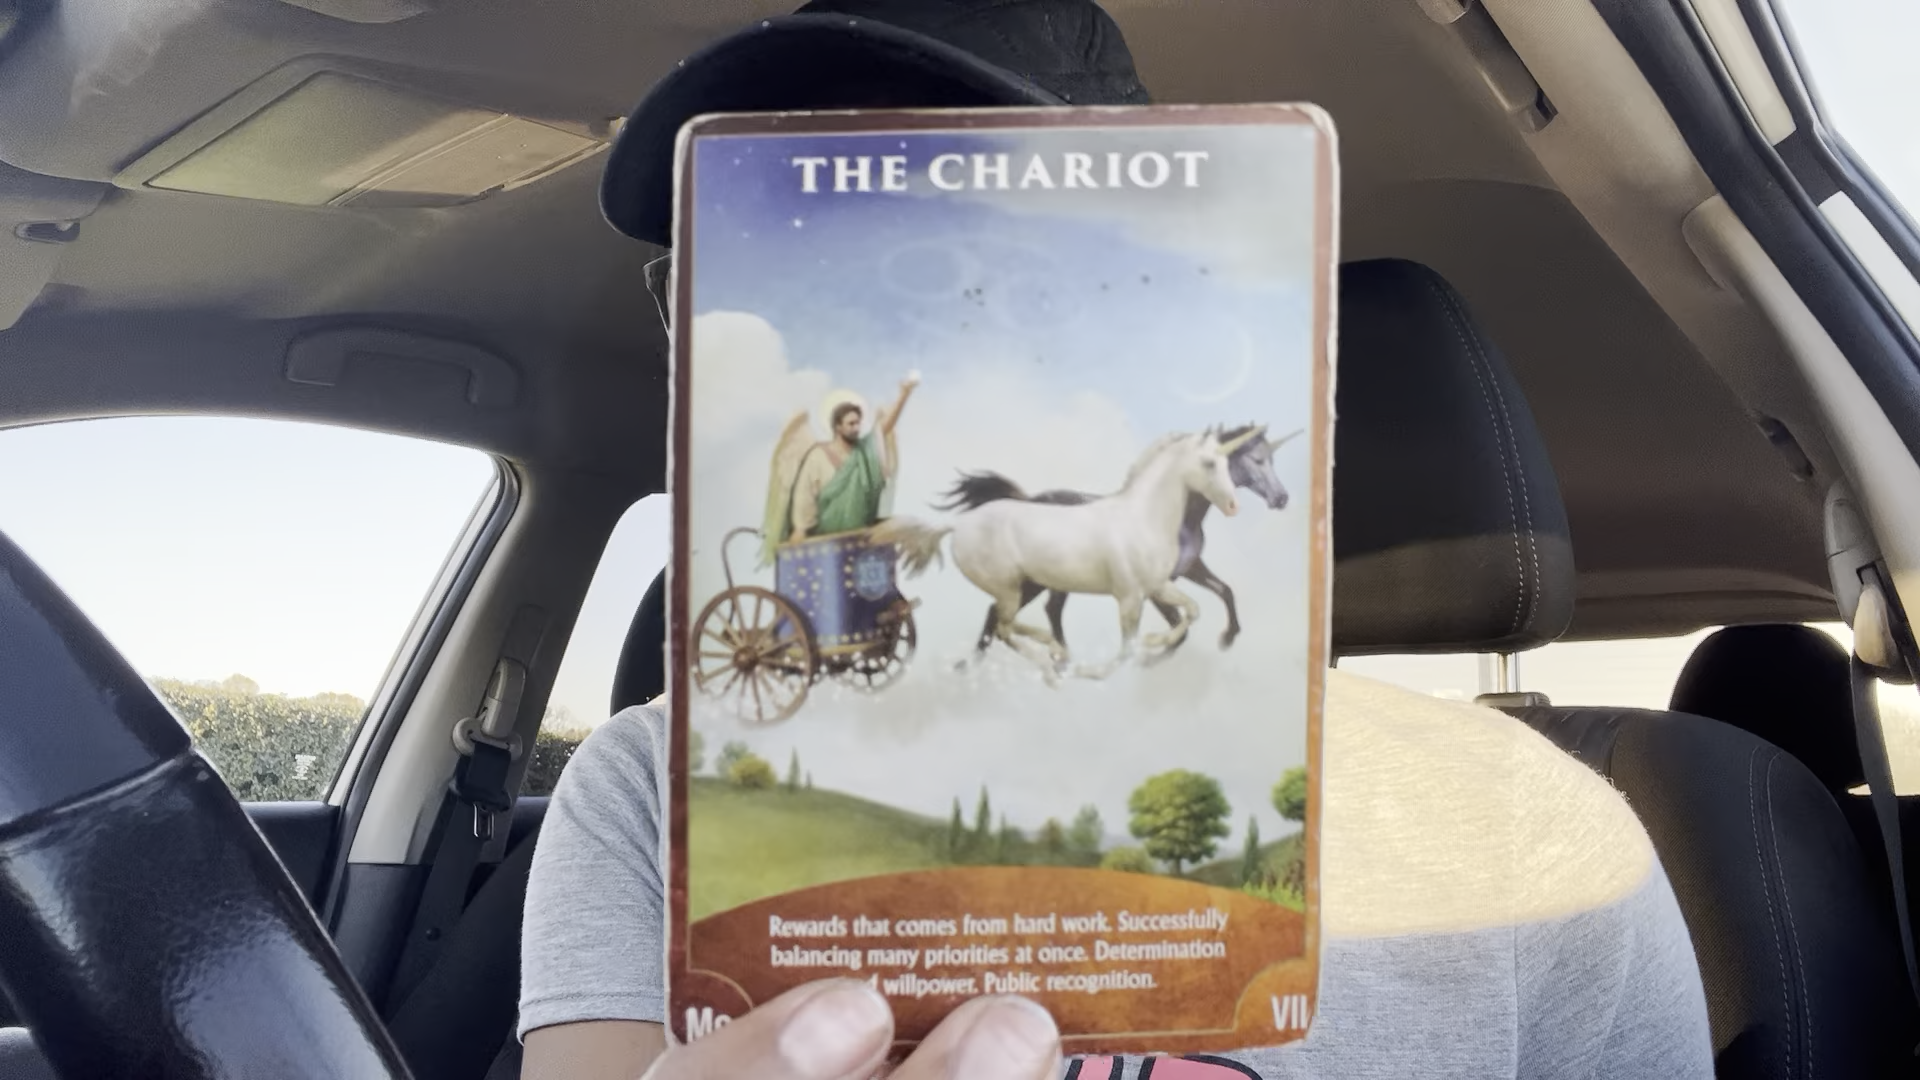 THE CHARIOT
Rewards that comes from hard work. Successfully
balancing many priorities at once. Determination
willpower. Public recognition.
VII